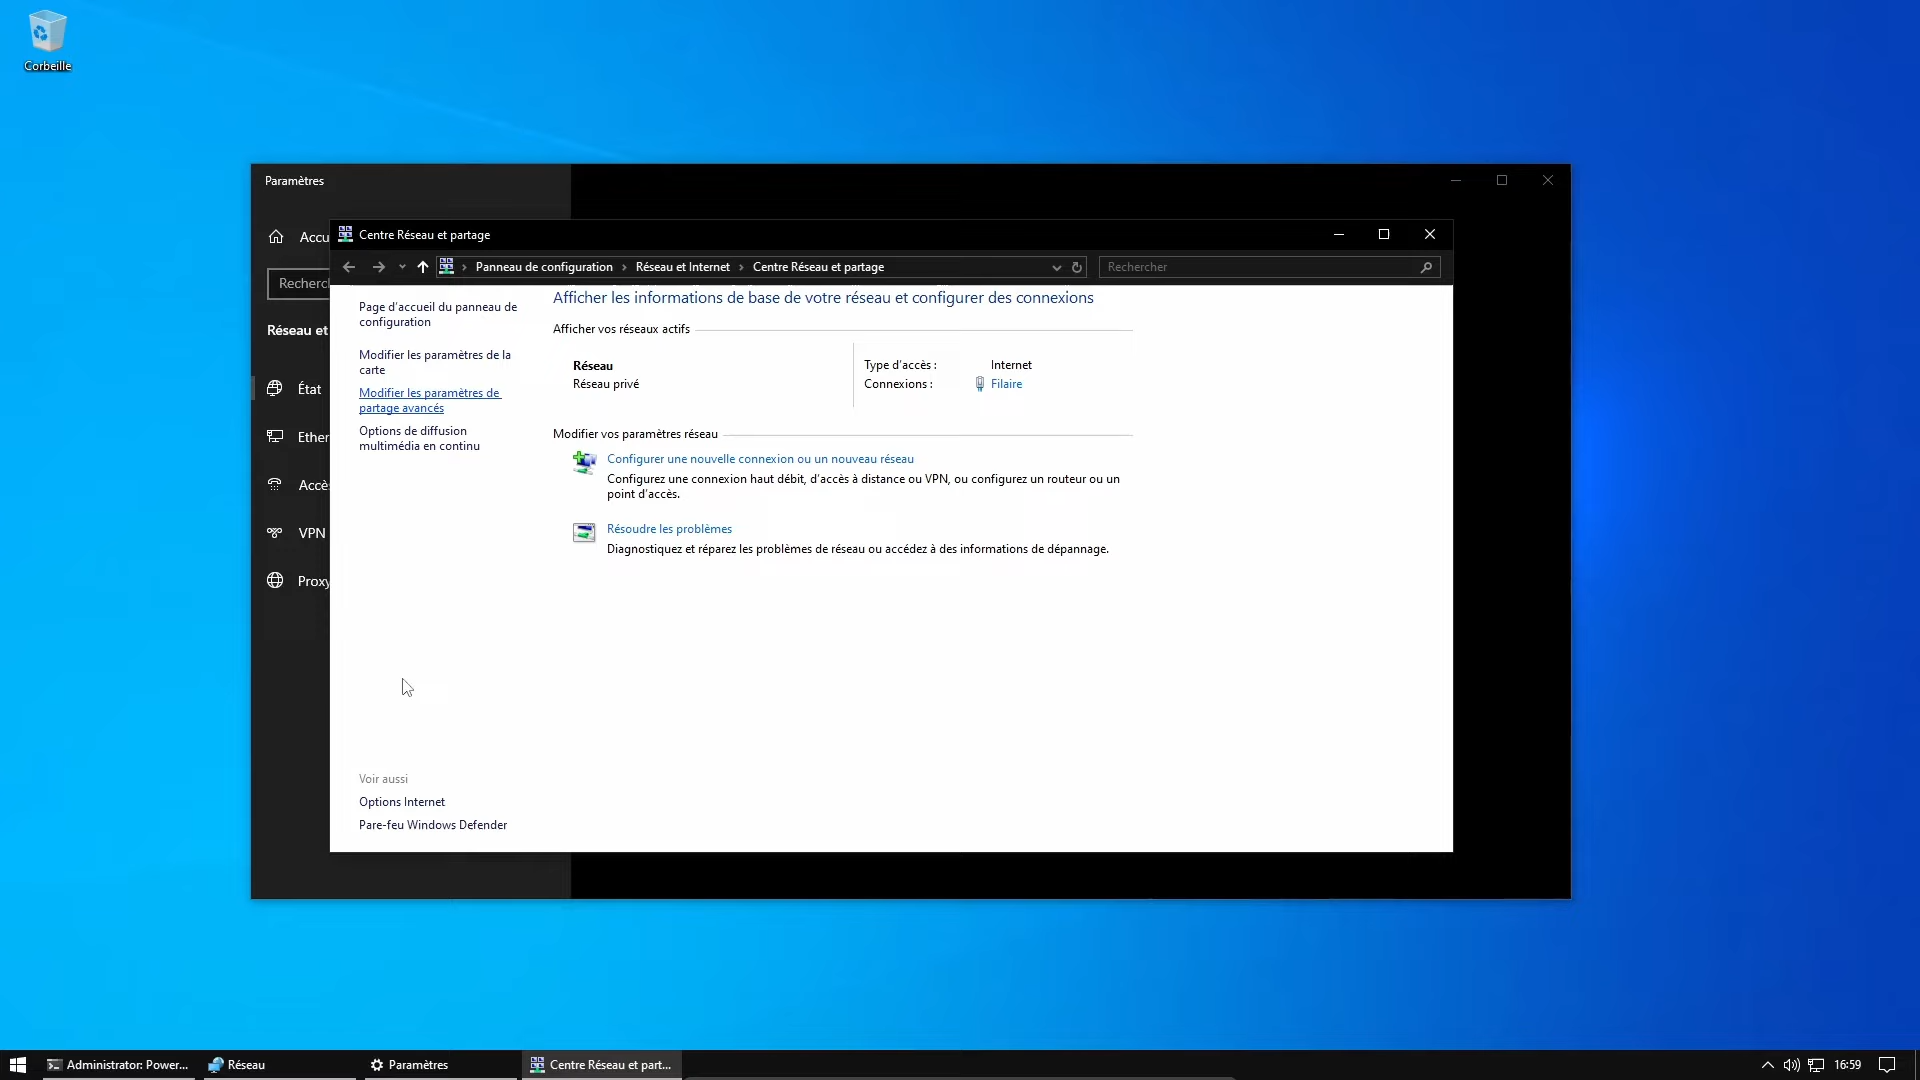 Corbeille
Paramètres
Accu
Recherc
Réseau et
État
Ether
Accè
VPN
Proxy
Centre Réseau et partage
Panneau de configuration
Réseau et Internet
Centre Réseau et partage
Rechercher
Page d'accueil du panneau de
configuration
Modifier les paramètres de la
carte
Modifier les paramètres de
partage avancés
Options de diffusion
multimédia en continu
Voir aussi
Options Internet
Pare-feu Windows Defender
Afficher les informations de base de votre réseau et configurer des connexions
Afficher vos réseaux actifs
Réseau
Réseau privé
Type d'accès :
Internet
Connexions :
Filaire
Modifier vos paramètres réseau
Configurer une nouvelle connexion ou un nouveau réseau
Configurez une connexion haut débit, d'accès à distance ou VPN, ou configurez un routeur ou un
point d'accès.
Résoudre les problèmes
Diagnostiquez et réparez les problèmes de réseau ou accédez à des informations de dépannage.
Administrator: Power...
Réseau
Paramètres
Centre Réseau et part...
16:59